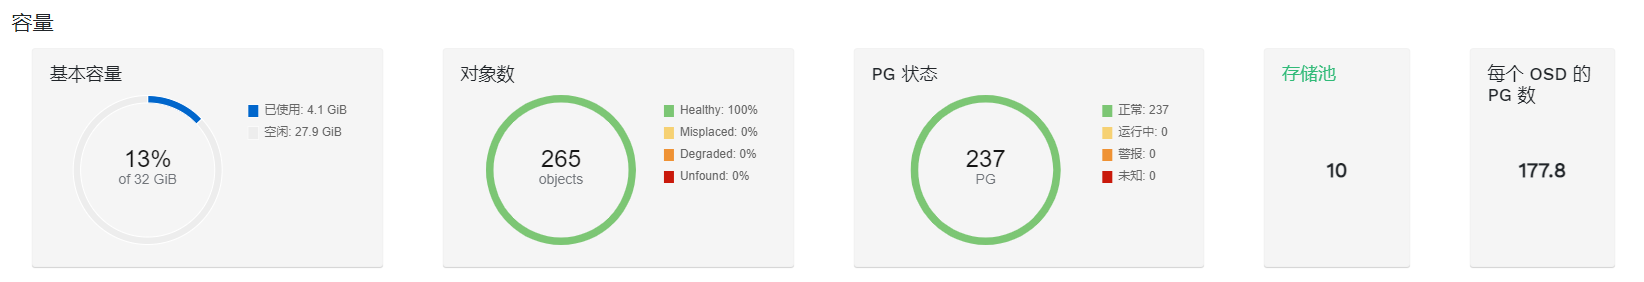 容量
基本容量
已使用: 4.1 GiB
空闲: 27.9 GiB
13%
of 32 GiB
对象数
Healthy: 100%
Misplaced: 0%
Degraded: 0%
Unfound: 0%
265
objects
PG 状态
正常: 237
运行中: 0
警报: 0
未知: 0
237
PG
存储池
10
每个 OSD 的
PG 数
177.8